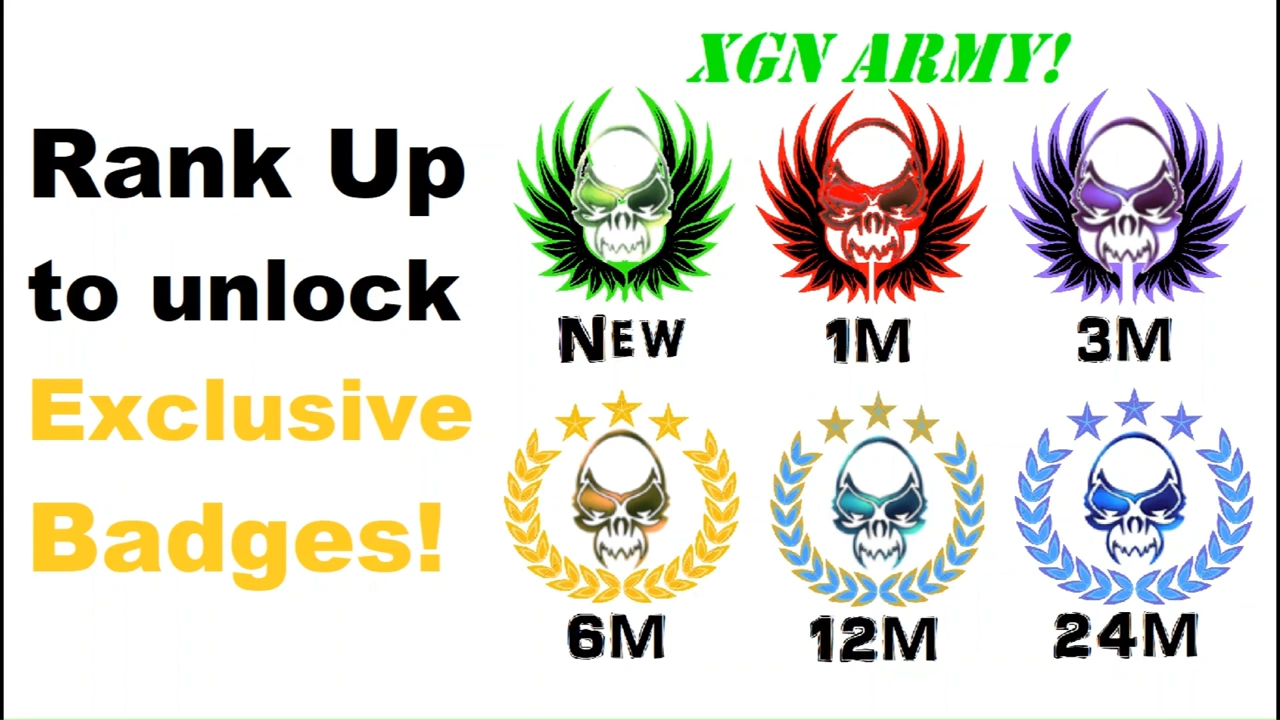 Rank Up
to unlock
Exclusive
Badges!
XGN ARMY!
NEW 1M 3M
6M 12M 24M